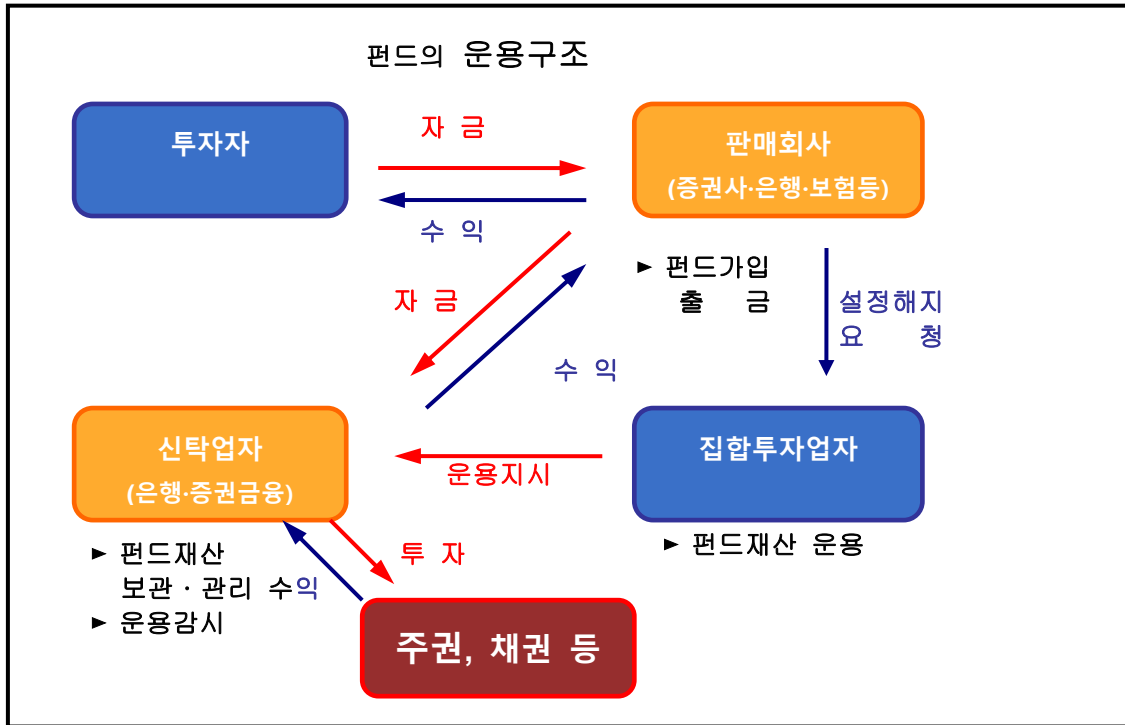 펀드의 운용구조
투자자
자 금
판매회사
(증권사·은행·보험등)
수 익
► 펀드가입
출 금
자 금
설정해지
요 청
수 익
신탁업자
(은행·증권금융)
운용지시
집합투자업자
► 펀드재산
보관·관리 수익
► 운용감시
투 자
► 펀드재산 운용
주권, 채권 등